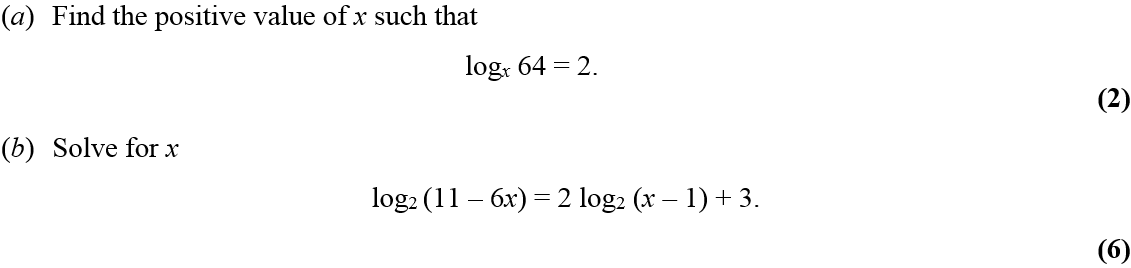 (a) Find the positive value of x such that
logₓ 64 = 2.
(2)
(b) Solve for x
log₂ (11 – 6x) = 2 log₂ (x – 1) + 3.
(6)